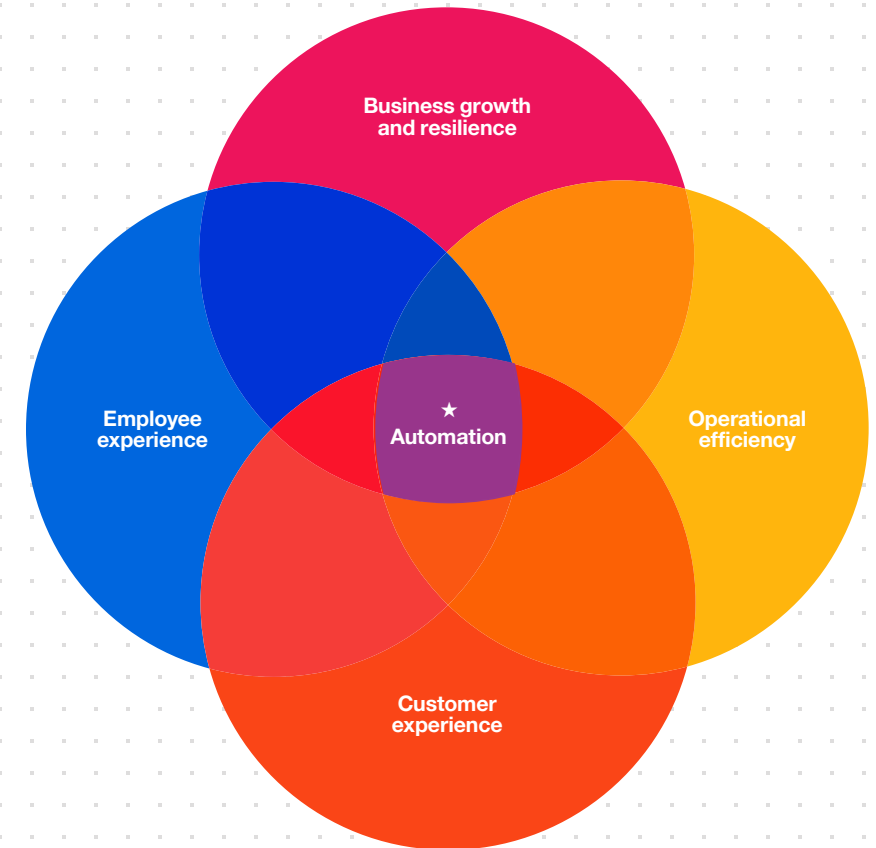 Business growth
and resilience
Employee
experience
★
Automation
Operational
efficiency
Customer
experience